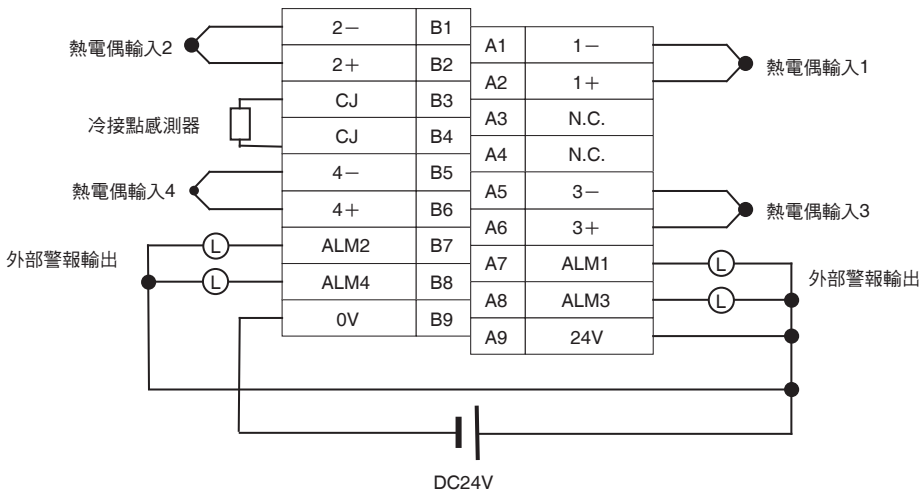 2－ B1
2＋ B2
CJ B3
CJ B4
4－ B5
4＋ B6
ALM2 B7
ALM4 B8
0V B9
A1 1－
A2 1＋
A3 N.C.
A4 N.C.
A5 3－
A6 3＋
A7 ALM1
A8 ALM3
A9 24V
熱電偶輸入2
冷接點感測器
熱電偶輸入4
外部警報輸出
L
L
熱電偶輸入1
熱電偶輸入3
L
L
外部警報輸出
DC24V